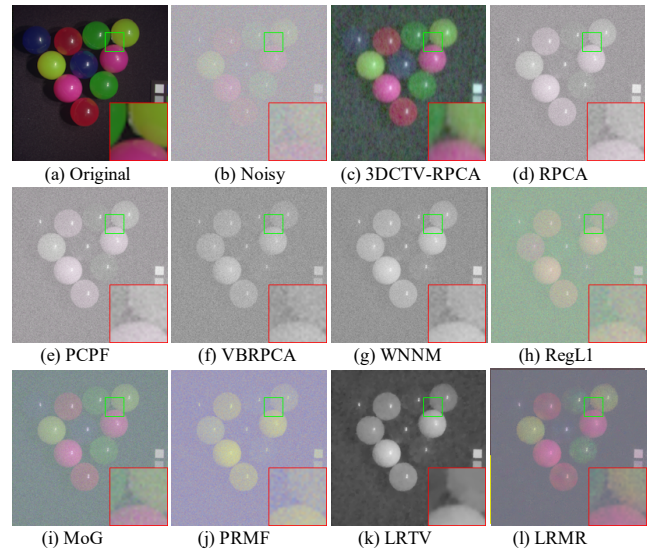 (a) Original (b) Noisy (c) 3DCTV-RPCA (d) RPCA
(e) PCPF (f) VBRPCA (g) WNNM (h) RegL1
(i) MoG (j) PRMF (k) LRTV (l) LRMR